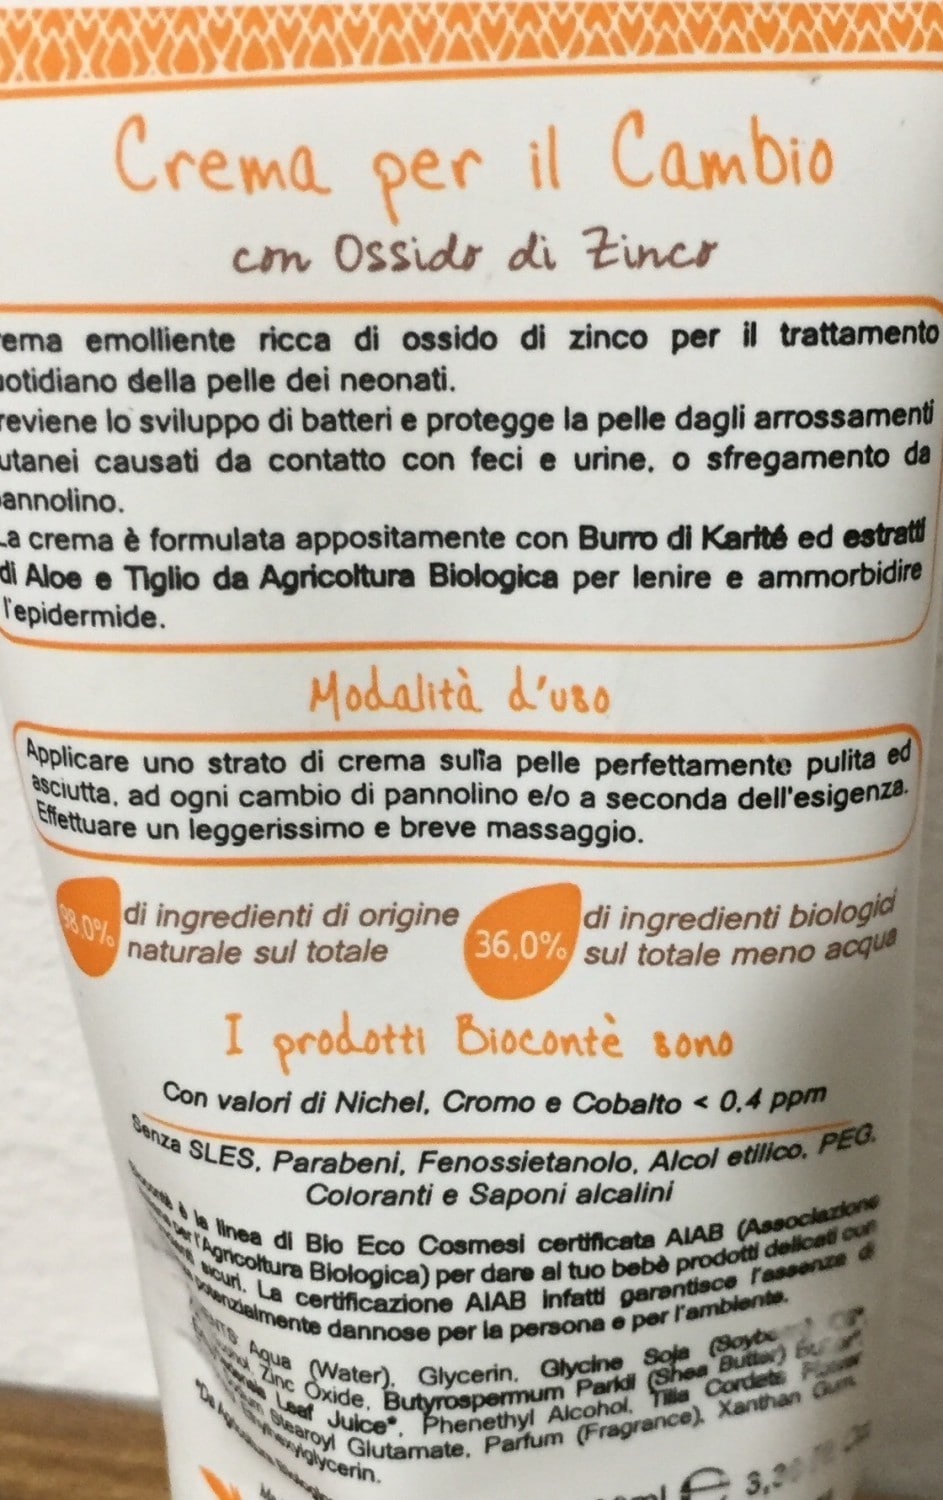 Crema per il Cambio
con Ossido di Zinco
rema emolliente ricca di ossido di zinco per il trattamento
uotidiano della pelle dei neonati.
reviene lo sviluppo di batteri e protegge la pelle dagli arrossamenti
utanei causati da contatto con feci e urine, o sfregamento da
pannolino.
La crema è formulata appositamente con Burro di Karité ed estratti
di Aloe e Tiglio da Agricoltura Biologica per lenire e ammorbidire
l'epidermide.
Modalità d'uso
Applicare uno strato di crema sulla pelle perfettamente pulita ed
asciutta, ad ogni cambio di pannolino e/o a seconda dell'esigenza.
Effettuare un leggerissimo e breve massaggio.
98,0% di ingredienti di origine
naturale sul totale
36,0% di ingredienti biologici
sul totale meno acqua
I prodotti Biocontè sono
Con valori di Nichel, Cromo e Cobalto < 0,4 ppm
Senza SLES, Parabeni, Fenossietanolo, Alcol etilico, PEG,
Coloranti e Saponi alcalini
è la linea di Bio Eco Cosmesi certificata AIAB (Associazione
per l'Agricoltura Biologica) per dare al tuo bebè prodotti delicati con
sicuri. La certificazione AIAB infatti garantisce l'assenza di
potenzialmente dannose per la persona e per l'ambiente.
Aqua (Water), Glycerin, Glycine Soja
Zinc Oxide, Butyrospermum Parkii (Shea Butter)
Leaf Juice*, Phenethyl Alcohol, Tilia Cordata Flower
Stearoyl Glutamate, Parfum (Fragrance), Xanthan Gum,
*Da Agricoltura Biologica